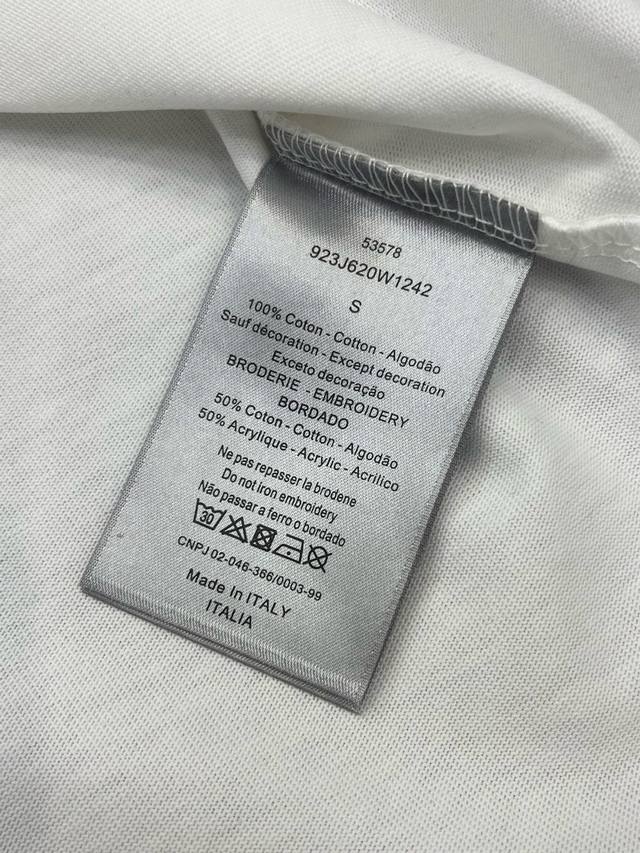 53578
923J620W1242
S
100% Coton - Cotton - Algodão
Sauf décoration - Except decoration
Exceto decoração
BRODERIE - EMBROIDERY
BORDADO
50% Coton - Cotton - Algodão
50% Acrylique - Acrylic - Acrílico
Ne pas repasser la brodene
Do not iron embroidery
Não passar a ferro o bordado
30
CNPJ 02-046-366/0003-99
Made In ITALY
ITALIA